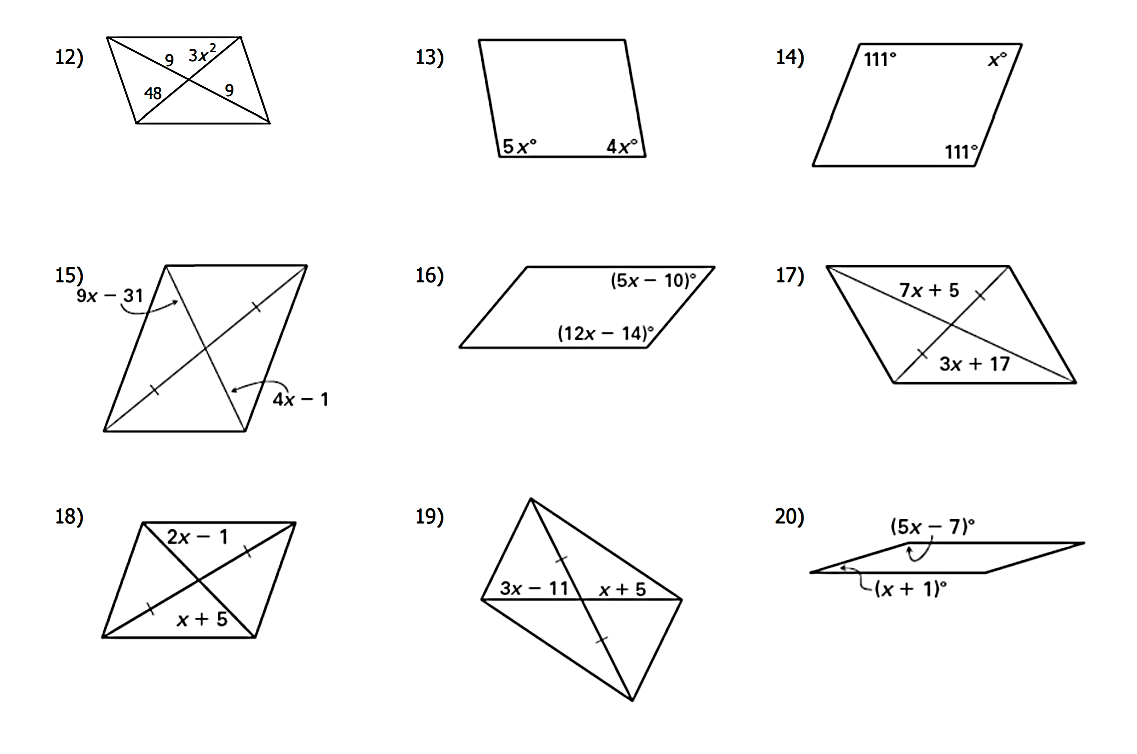 12)
9
3x²
48
9
13)
5x°
4x°
14)
111°
x°
111°
15)
9x − 31
4x − 1
16)
(5x − 10)°
(12x − 14)°
17)
7x + 5
3x + 17
18)
2x − 1
x + 5
19)
3x − 11
x + 5
20)
(5x − 7)°
(x + 1)°